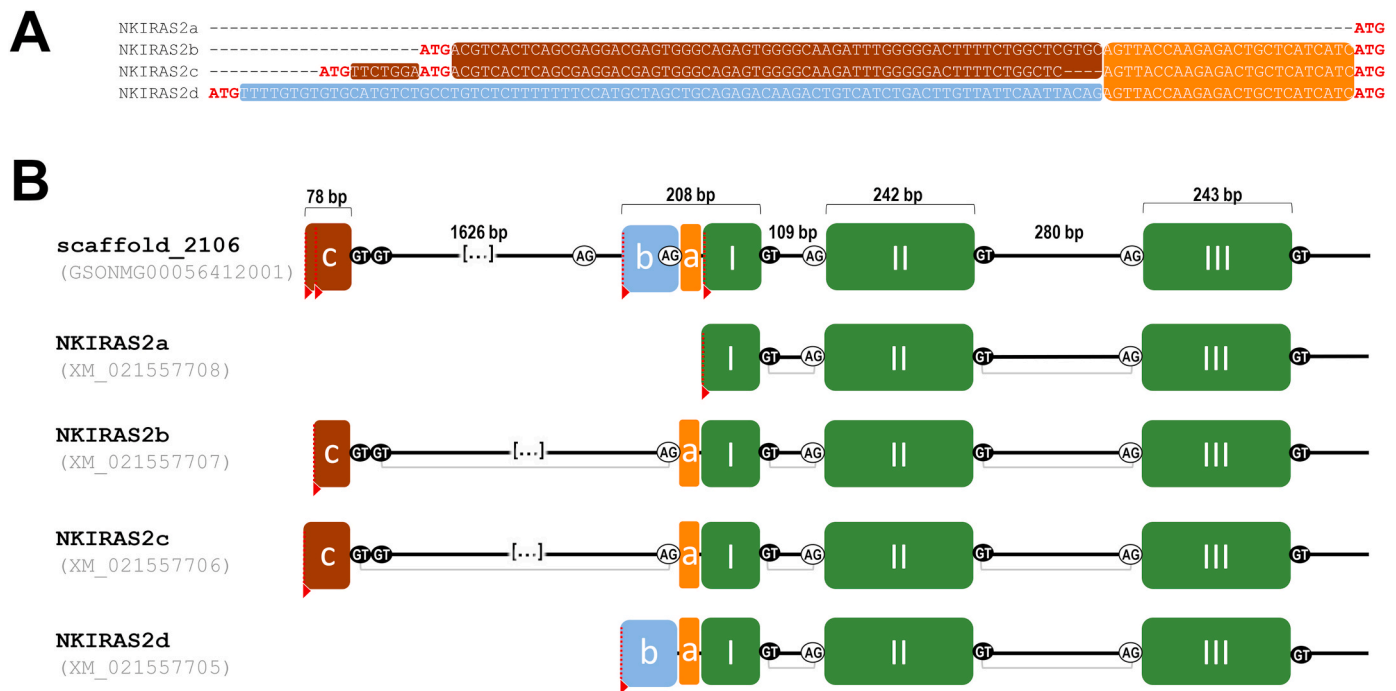 A
NKIRAS2a ---------------------------------------------------------------------------------------------------------------ATG
NKIRAS2b --------------------ATGACGTCACTCAGCGAGGACGAGTGGGCAGAGTGGGGCAAGATTTGGGGGACTTTTCTGGCTCGTGCAGTTACCAAGAGACTGCTCATCATCATG
NKIRAS2c ----------ATGTTCTGGAATGACGTCACTCAGCGAGGACGAGTGGGCAGAGTGGGGCAAGATTTGGGGGACTTTTCTGGCTC----AGTTACCAAGAGACTGCTCATCATCATG
NKIRAS2d ATGTTTTGTGTGTGCATGTCTGCCTGTCTCTTTTTTTCCATGCTAGCTGCAGAGACAAGACTGTCATCTGACTTGTTATTCAATTACAGAGTTACCAAGAGACTGCTCATCATCATG
B
78 bp 208 bp 242 bp 243 bp
1626 bp 109 bp 280 bp
scaffold_2106
(GSONMG00056412001)
c GT GT [...] AG b AG a I GT AG II GT AG III GT
NKIRAS2a
(XM_021557708)
I GT AG II GT AG III GT
NKIRAS2b
(XM_021557707)
c GT GT [...] AG a I GT AG II GT AG III GT
NKIRAS2c
(XM_021557706)
c GT GT [...] AG a I GT AG II GT AG III GT
NKIRAS2d
(XM_021557705)
b a I GT AG II GT AG III GT